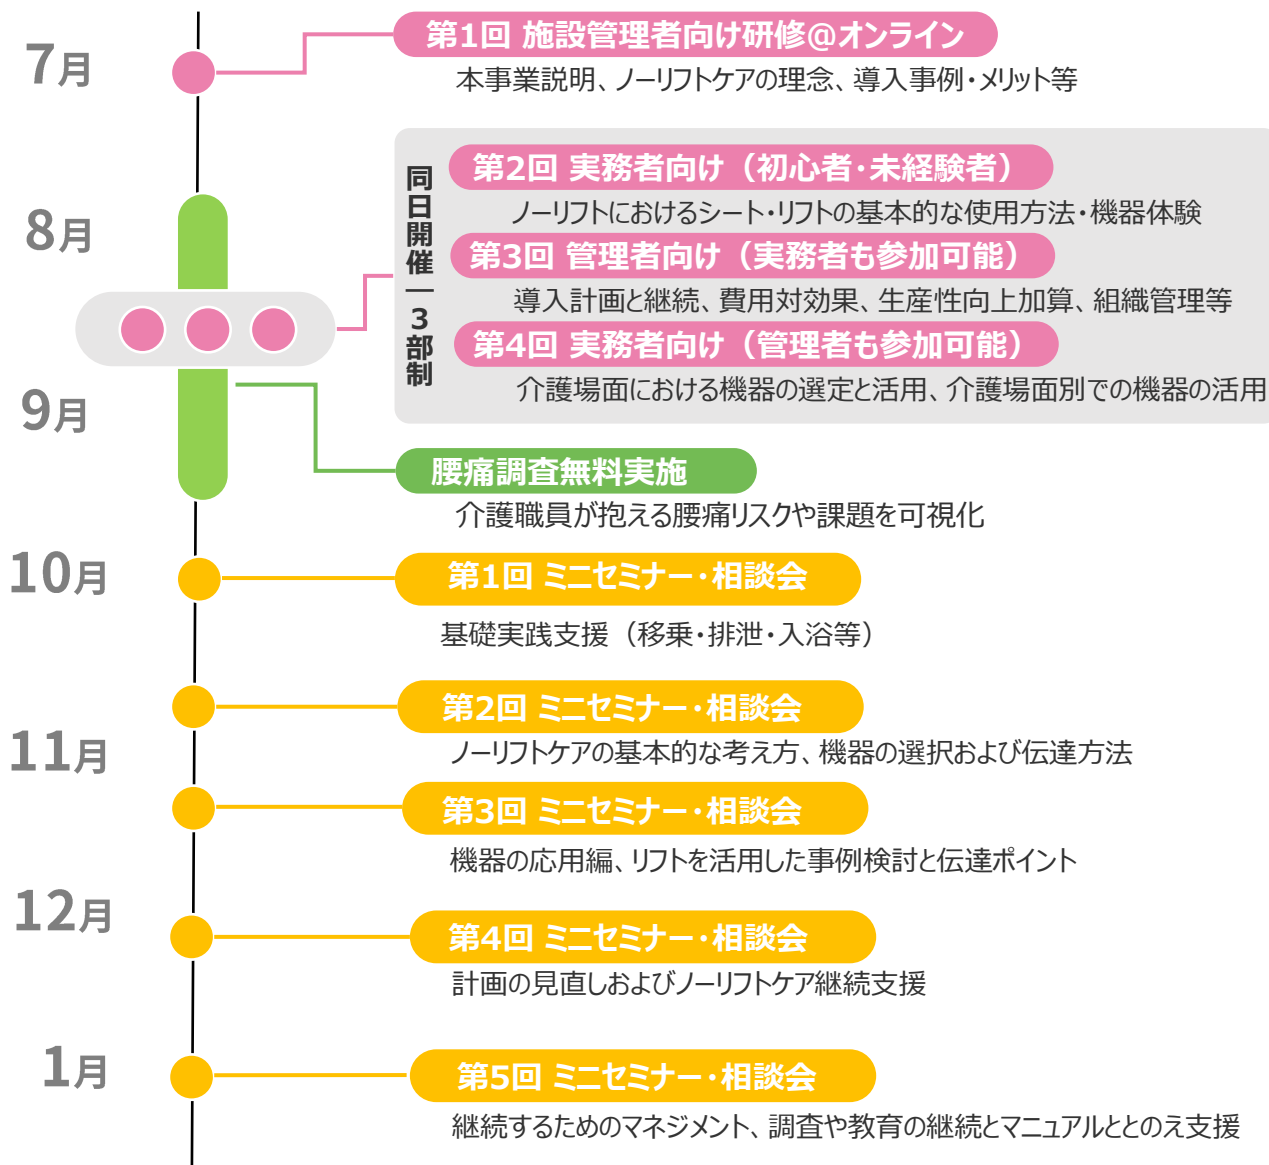 7月
第1回 施設管理者向け研修@オンライン
本事業説明、ノーリフトケアの理念、導入事例・メリット等
同日開催|3部制
8月
第2回 実務者向け（初心者・未経験者）
ノーリフトにおけるシート・リフトの基本的な使用方法・機器体験
第3回 管理者向け（実務者も参加可能）
導入計画と継続、費用対効果、生産性向上加算、組織管理等
第4回 実務者向け（管理者も参加可能）
介護場面における機器の選定と活用、介護場面別での機器の活用
9月
腰痛調査無料実施
介護職員が抱える腰痛リスクや課題を可視化
10月
第1回 ミニセミナー・相談会
基礎実践支援（移乗・排泄・入浴等）
第2回 ミニセミナー・相談会
11月
ノーリフトケアの基本的な考え方、機器の選択および伝達方法
第3回 ミニセミナー・相談会
機器の応用編、リフトを活用した事例検討と伝達ポイント
12月
第4回 ミニセミナー・相談会
計画の見直しおよびノーリフトケア継続支援
1月
第5回 ミニセミナー・相談会
継続するためのマネジメント、調査や教育の継続とマニュアルととのえ支援